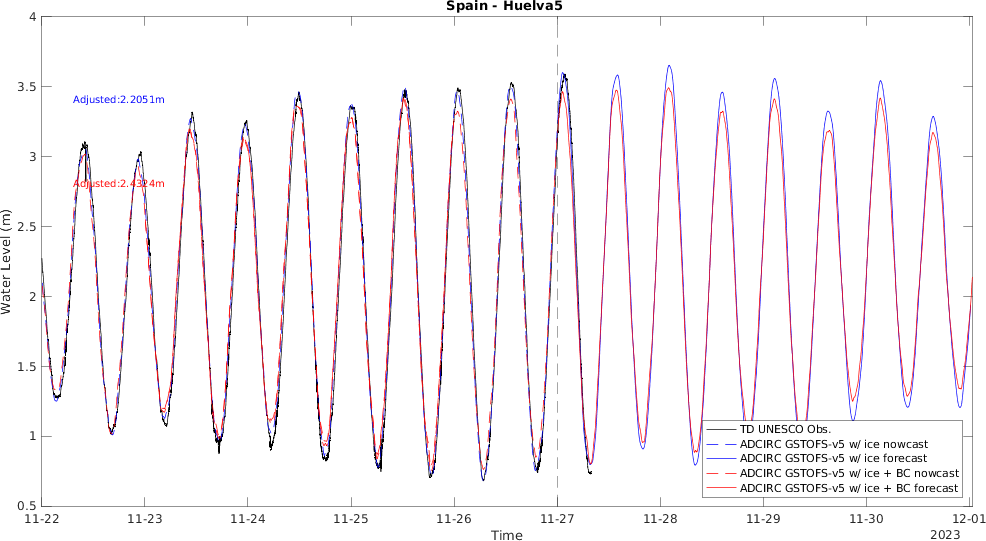 Spain - Huelva5
4
3.5
3
2.5
2
1.5
1
0.5
Water Level (m)
Adjusted:2.2051m
Adjusted:2.4324m
TD UNESCO Obs.
ADCIRC GSTOFS-v5 w/ ice nowcast
ADCIRC GSTOFS-v5 w/ ice forecast
ADCIRC GSTOFS-v5 w/ ice + BC nowcast
ADCIRC GSTOFS-v5 w/ ice + BC forecast
11-22 11-23 11-24 11-25 11-26 11-27 11-28 11-29 11-30 12-01
Time
2023